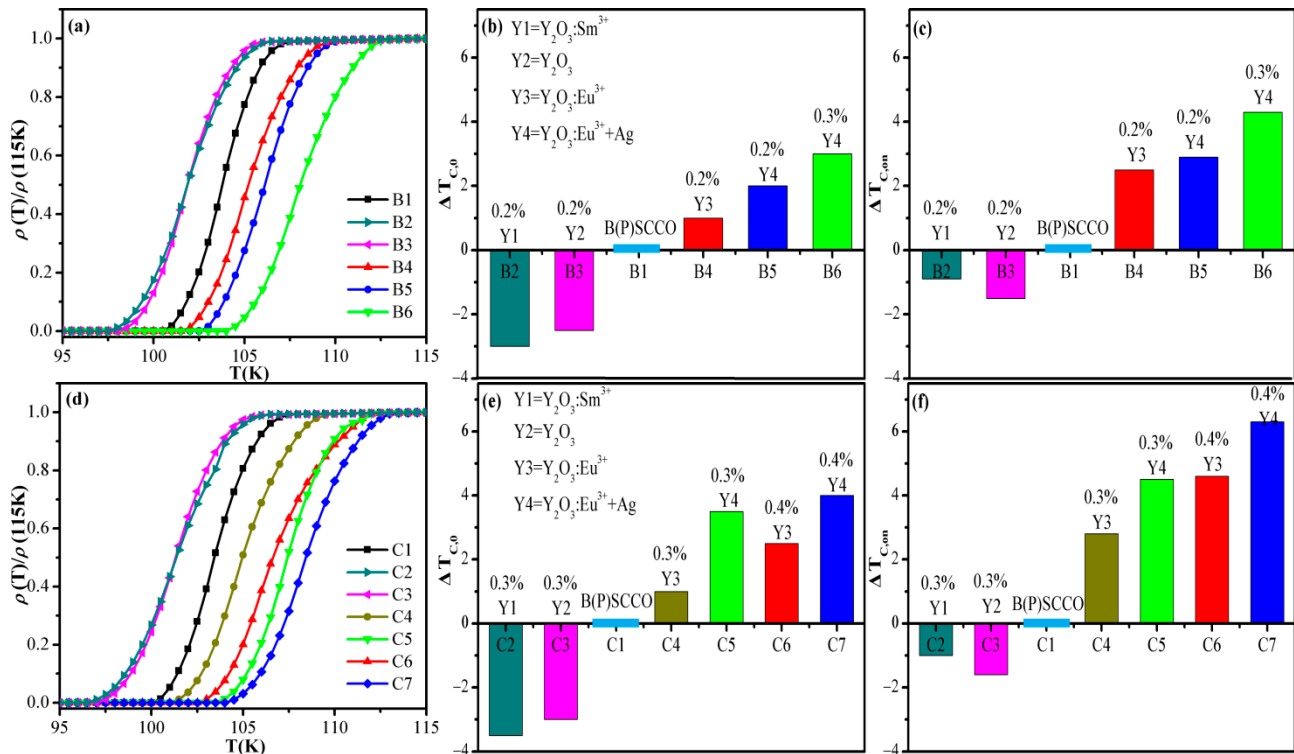 (a)
ρ(T)/ρ (115K)
1.0
0.8
0.6
0.4
0.2
0.0
B1
B2
B3
B4
B5
B6
95 100 105 110 115
T(K)
(b)
Y1=Y₂O₃:Sm³⁺
Y2=Y₂O₃
Y3=Y₂O₃:Eu³⁺
Y4=Y₂O₃:Eu³⁺+Ag
Δ T_C,0
6
4
2
0
−2
−4
0.2% 0.2% B(P)SCCO 0.2% 0.2% 0.3%
Y1 Y2 Y3 Y4 Y4
B2 B3 B1 B4 B5 B6
(c)
Δ T_C,on
6
4
2
0
−2
−4
0.2% 0.2% B(P)SCCO 0.2% 0.2% 0.3%
Y1 Y2 Y3 Y4 Y4
B2 B3 B1 B4 B5 B6
(d)
ρ(T)/ρ (115K)
1.0
0.8
0.6
0.4
0.2
0.0
C1
C2
C3
C4
C5
C6
C7
95 100 105 110 115
T(K)
(e)
Y1=Y₂O₃:Sm³⁺
Y2=Y₂O₃
Y3=Y₂O₃:Eu³⁺
Y4=Y₂O₃:Eu³⁺+Ag
Δ T_C,0
6
4
2
0
−2
−4
0.3% 0.3% B(P)SCCO 0.3% 0.3% 0.4% 0.4%
Y1 Y2 Y3 Y4 Y3 Y4
C2 C3 C1 C4 C5 C6 C7
(f)
Δ T_C,on
6
4
2
0
−2
−4
0.3% 0.3% B(P)SCCO 0.3% 0.3% 0.4% 0.4%
Y1 Y2 Y3 Y4 Y3 Y4
C2 C3 C1 C4 C5 C6 C7